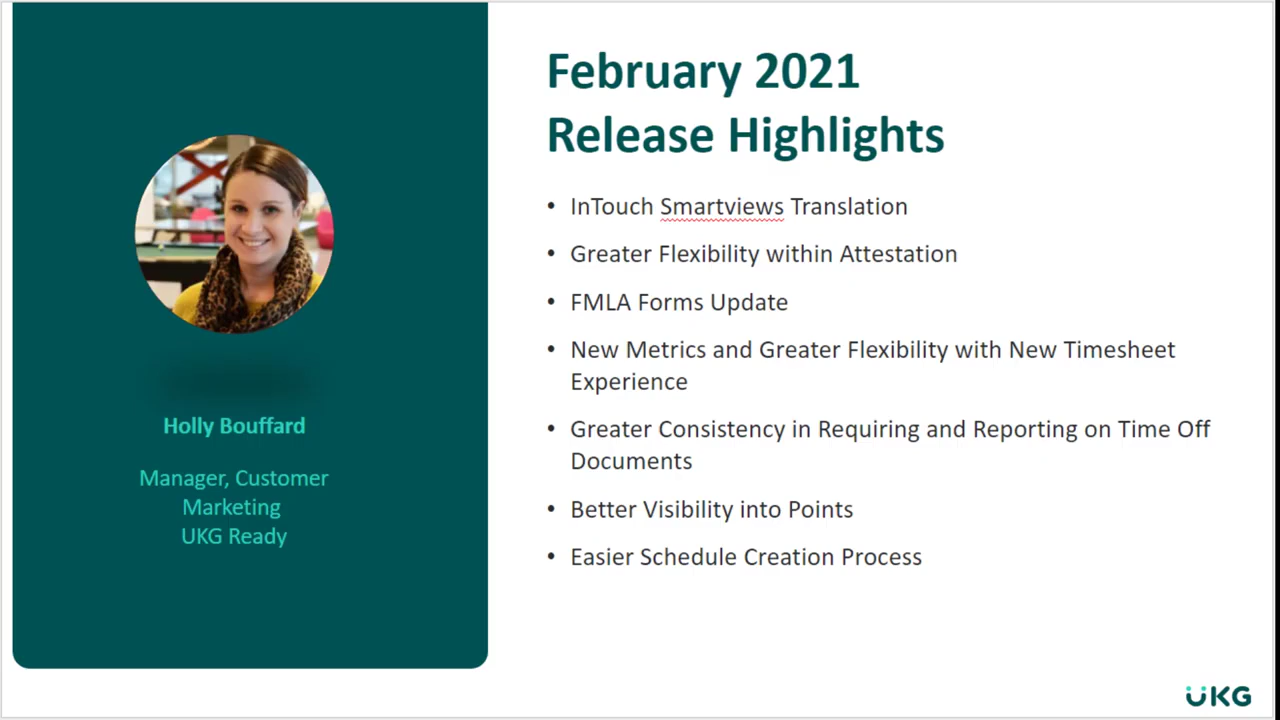 February 2021
Release Highlights
• InTouch Smartviews Translation
• Greater Flexibility within Attestation
• FMLA Forms Update
• New Metrics and Greater Flexibility with New Timesheet
Experience
• Greater Consistency in Requiring and Reporting on Time Off
Documents
• Better Visibility into Points
• Easier Schedule Creation Process
Holly Bouffard
Manager, Customer
Marketing
UKG Ready
UKG